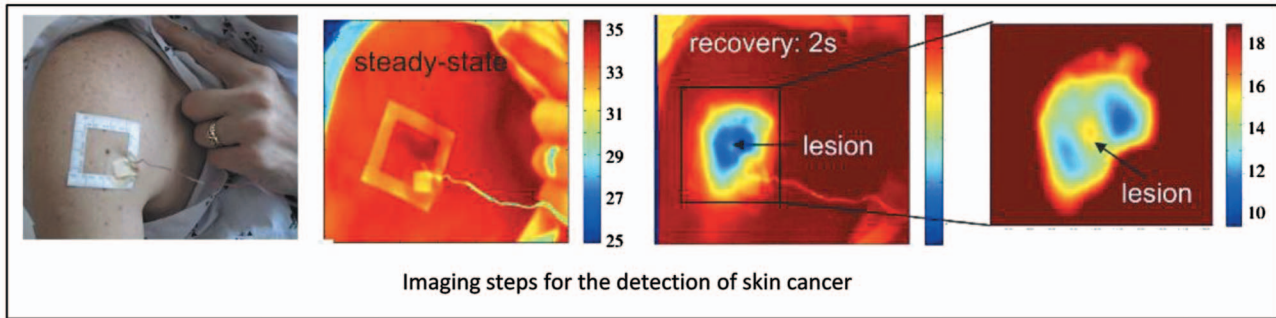 steady-state
35
33
31
29
27
25
recovery: 2s
lesion
lesion
18
16
14
12
10
Imaging steps for the detection of skin cancer